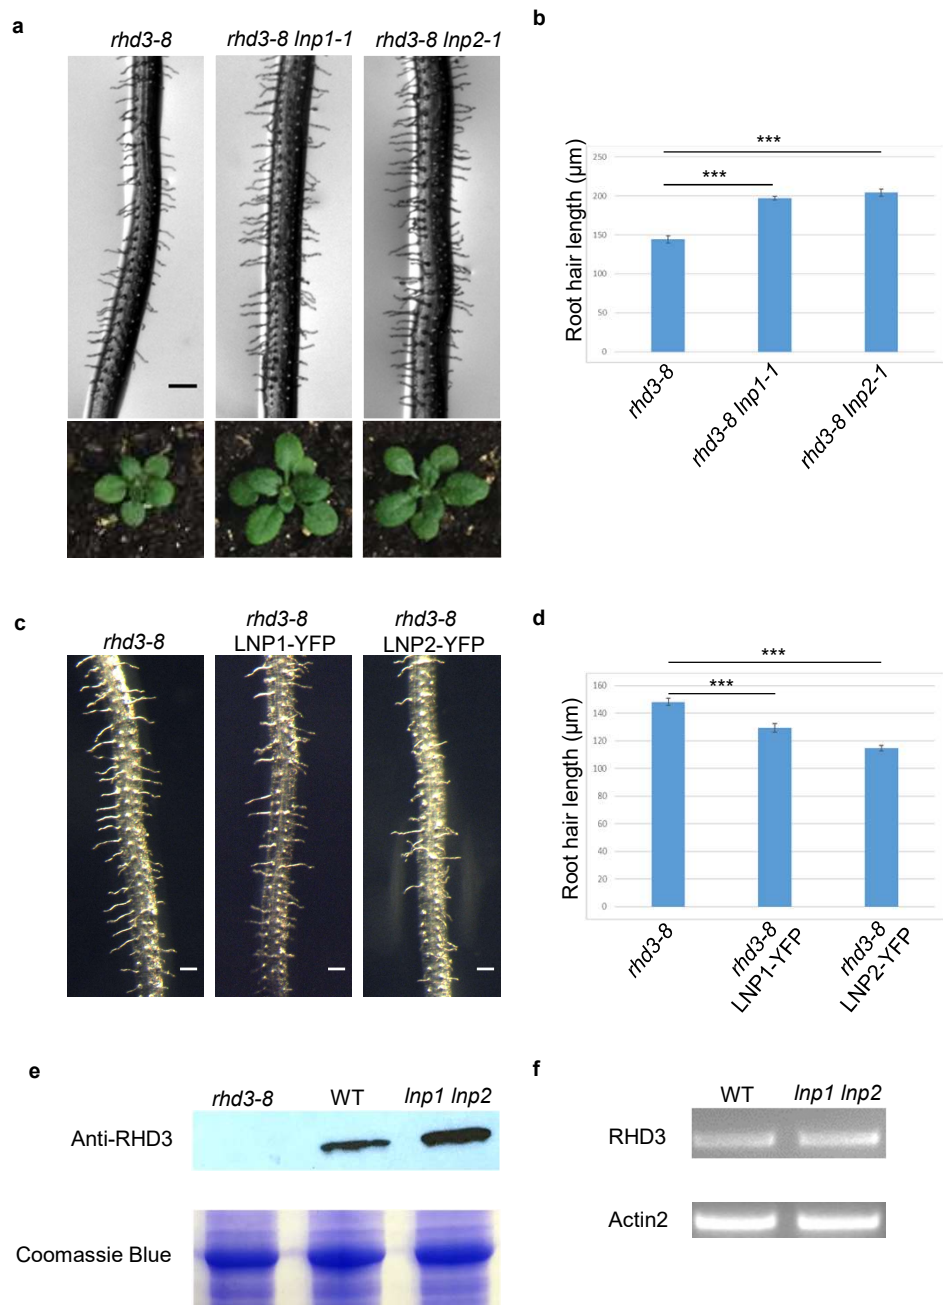 a
rhd3-8
rhd3-8 lnp1-1
rhd3-8 lnp2-1
b
Root hair length (µm)
250
200
150
100
50
0
***
***
rhd3-8
rhd3-8 lnp1-1
rhd3-8 lnp2-1
c
rhd3-8
rhd3-8
LNP1-YFP
rhd3-8
LNP2-YFP
d
Root hair length (µm)
160
140
120
100
80
60
40
20
0
***
***
rhd3-8
rhd3-8
LNP1-YFP
rhd3-8
LNP2-YFP
e
rhd3-8
WT
lnp1 lnp2
Anti-RHD3
Coomassie Blue
f
WT
lnp1 lnp2
RHD3
Actin2